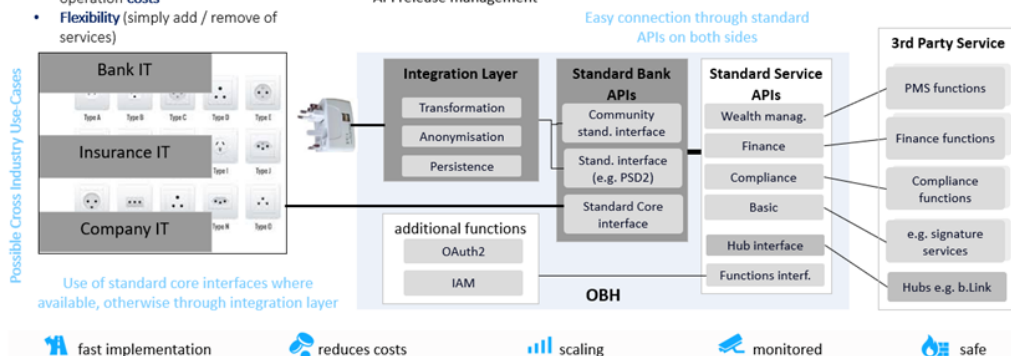 operation costs
API release management
• Flexibility (simply add / remove of
services)
Easy connection through standard
APIs on both sides
Possible Cross Industry Use-Cases
Bank IT
Type A
Type B
Type C
Type D
Type E
Insurance IT
Type I
Type J
Company IT
Type N
Type O
Use of standard core interfaces where
available, otherwise through integration layer
Integration Layer
Transformation
Anonymisation
Persistence
additional functions
OAuth2
IAM
Standard Bank
APIs
Community
stand. interface
Stand. interface
(e.g. PSD2)
Standard Core
interface
OBH
Standard Service
APIs
Wealth manag.
Finance
Compliance
Basic
Hub interface
Functions interf.
3rd Party Service
PMS functions
Finance functions
Compliance
functions
e.g. signature
services
Hubs e.g. b.Link
fast implementation
reduces costs
scaling
monitored
safe